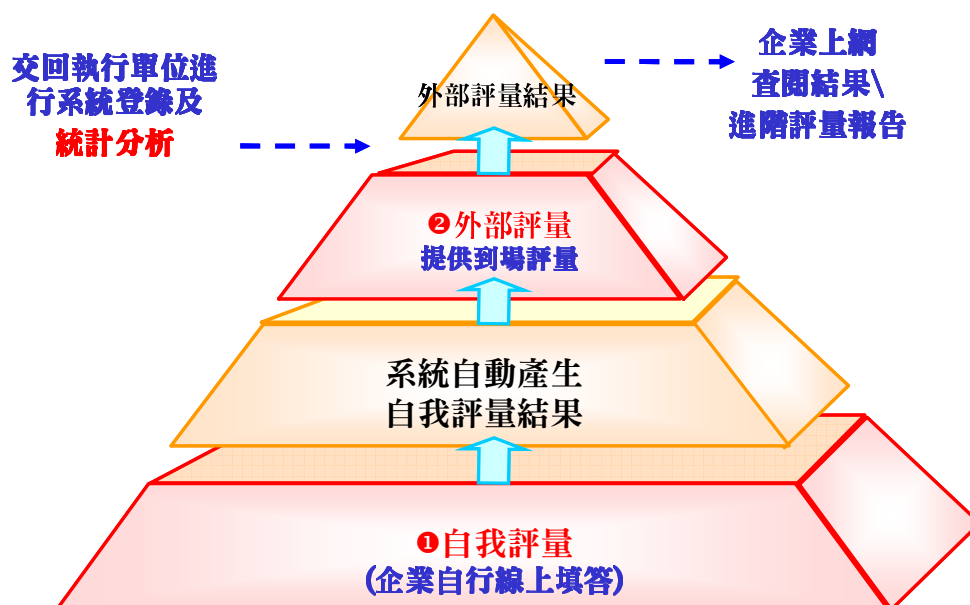 交回執行單位進
行系統登錄及
統計分析
企業上網
查閱結果\
進階評量報告
外部評量結果
❷外部評量
提供到場評量
系統自動產生
自我評量結果
❶自我評量
(企業自行線上填答)